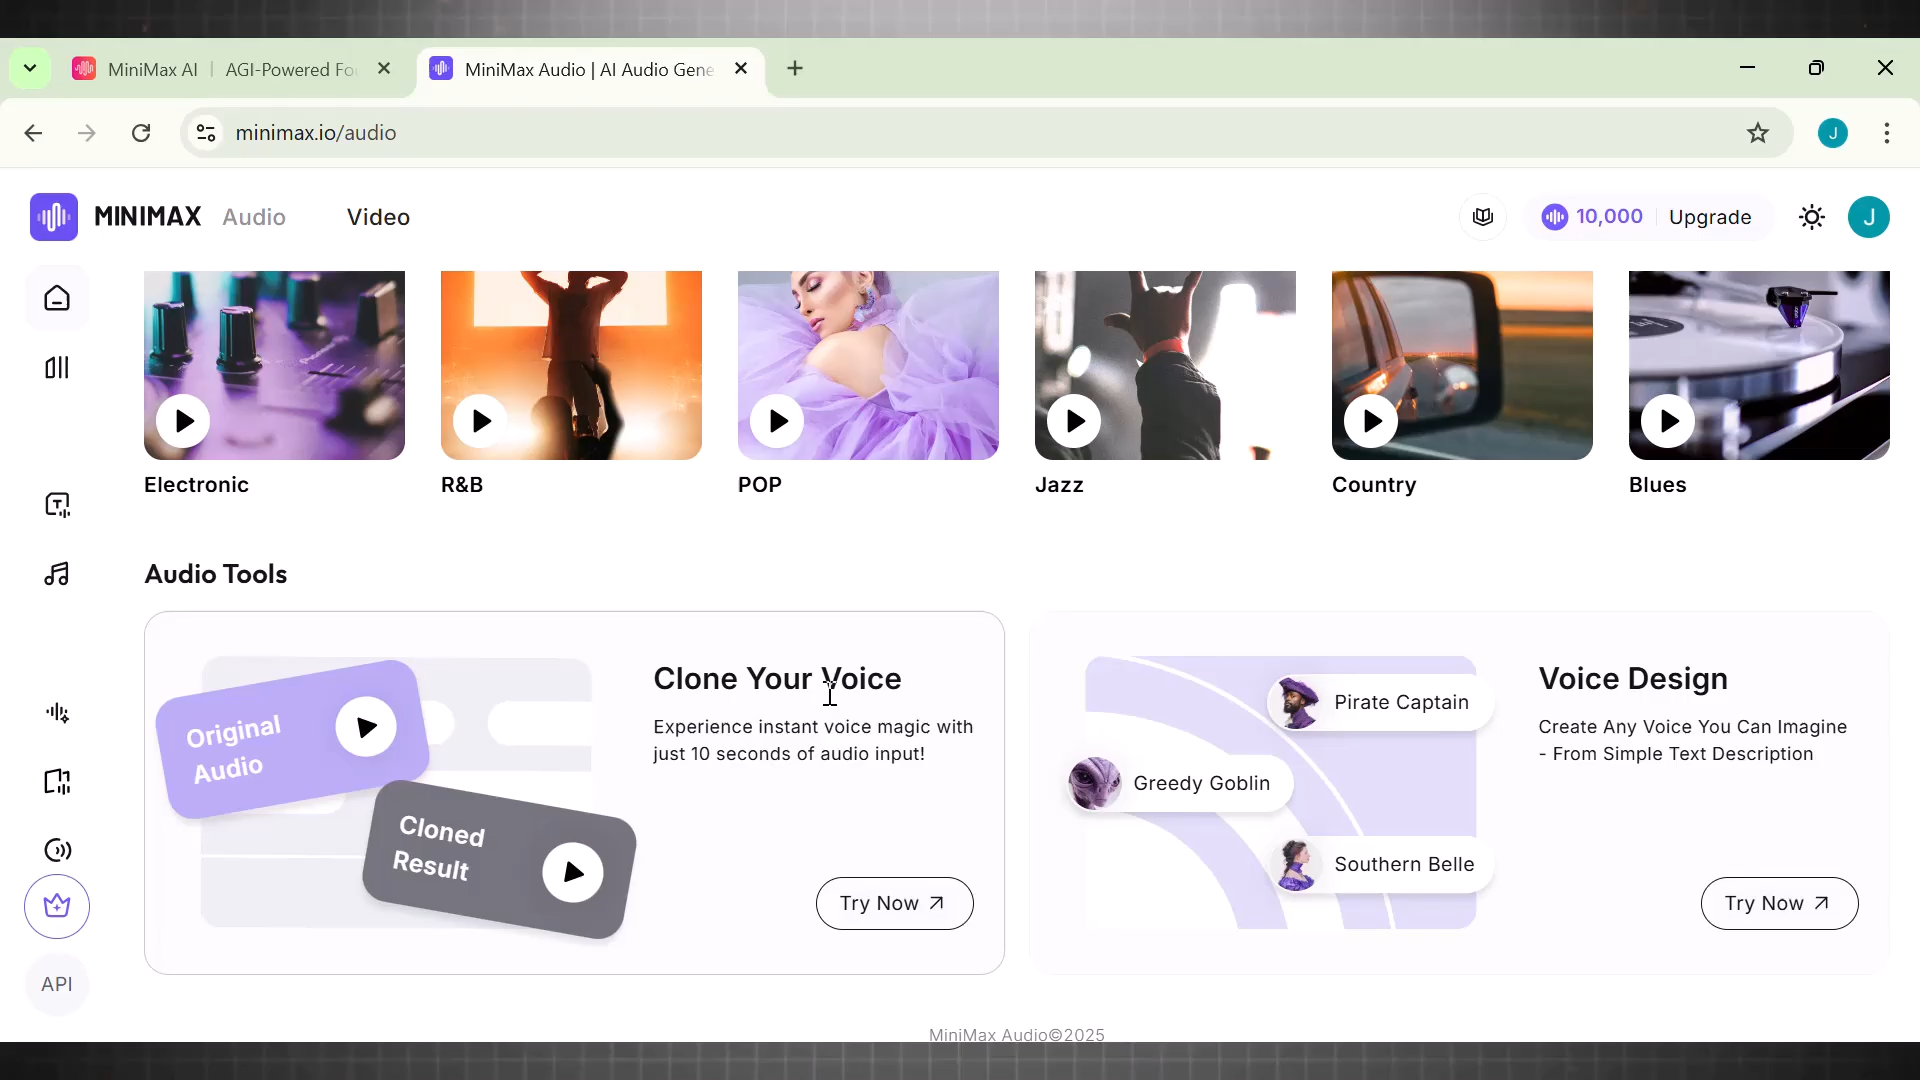 MiniMax AI | AGI-Powered Fo
MiniMax Audio | AI Audio Gene
minimax.io/audio
J
MINIMAX Audio Video
10,000 Upgrade J
Electronic R&B POP Jazz Country Blues
Audio Tools
Original
Audio
Cloned
Result
Clone Your Voice
Experience instant voice magic with
just 10 seconds of audio input!
Try Now
Pirate Captain
Greedy Goblin
Southern Belle
Voice Design
Create Any Voice You Can Imagine
- From Simple Text Description
Try Now
API
MiniMax Audio©2025